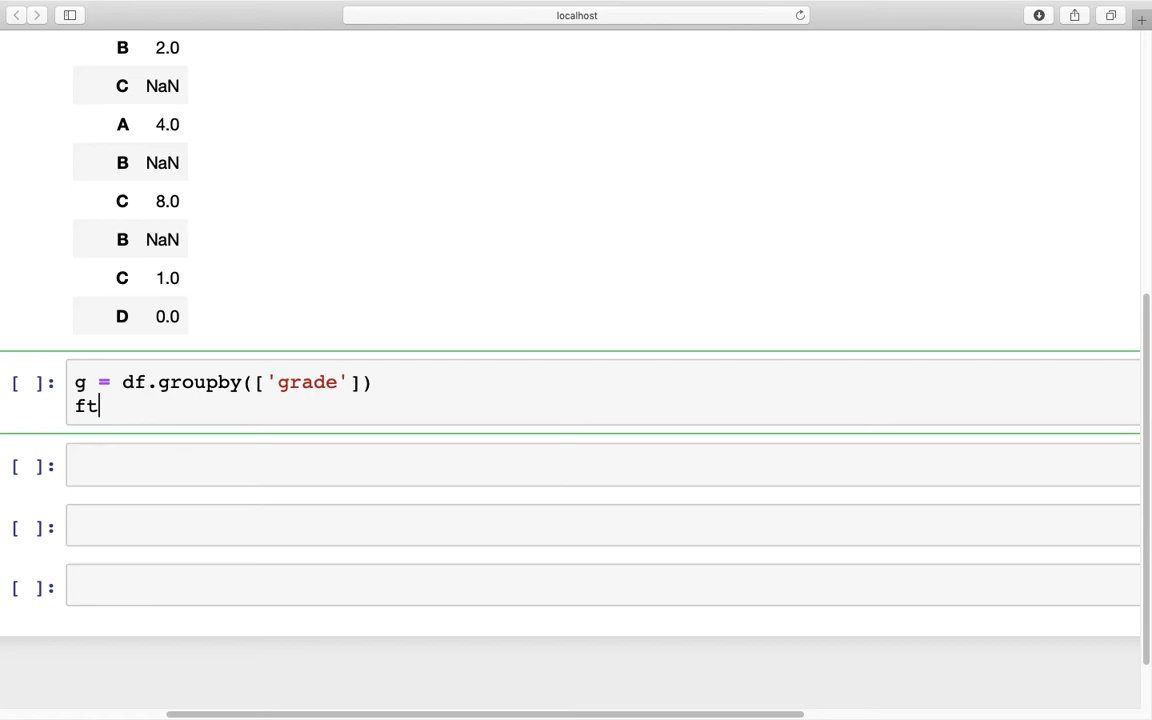 localhost
B 2.0
C NaN
A 4.0
B NaN
C 8.0
B NaN
C 1.0
D 0.0
[ ]: g = df.groupby(['grade'])
ft
[ ]:
[ ]:
[ ]: